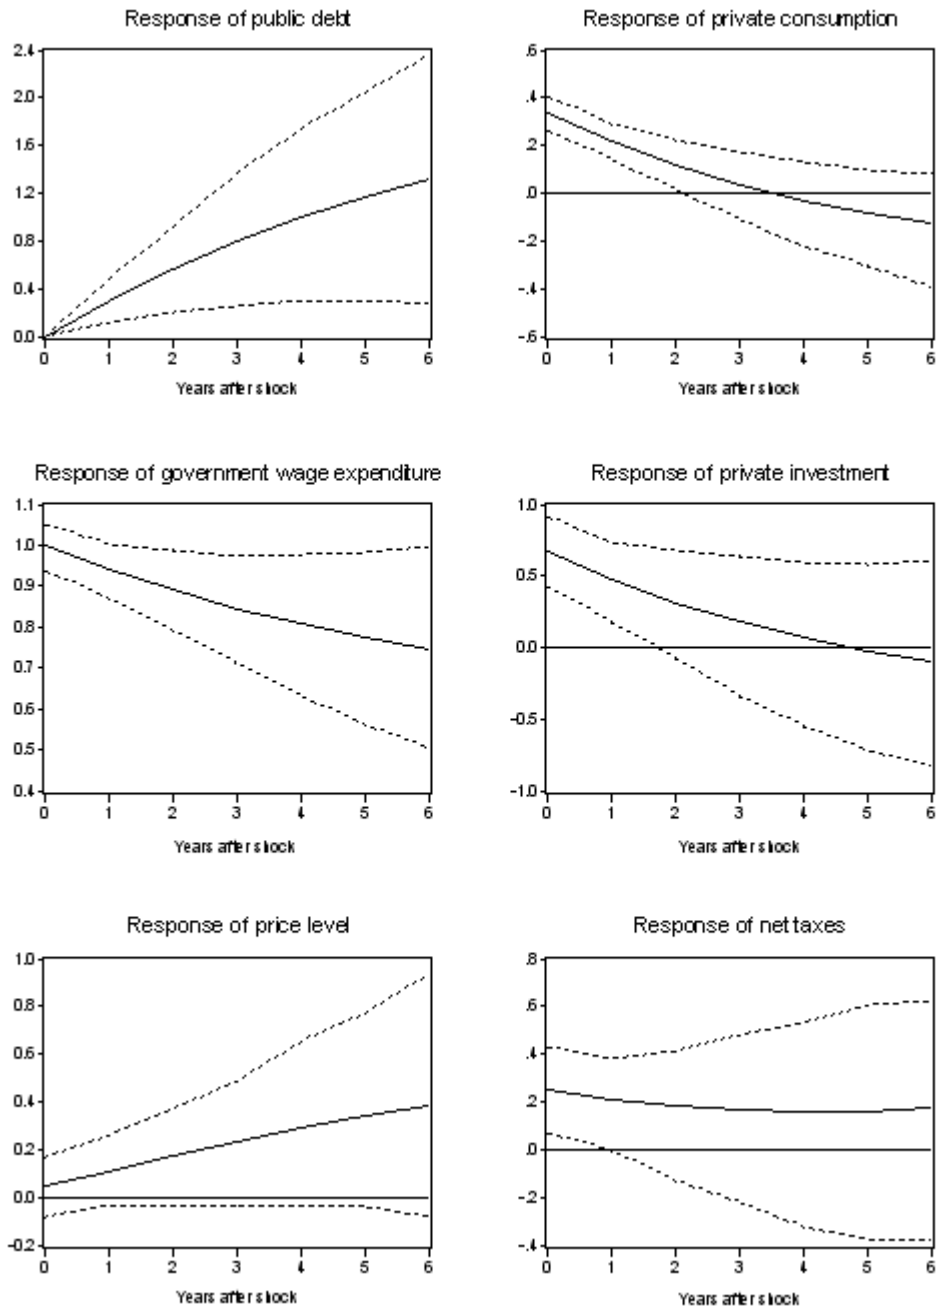 Response of public debt
2.4
2.0
1.6
1.2
0.8
0.4
0.0
0 1 2 3 4 5 6
Years after shock
Response of private consumption
.6
.4
.2
.0
-.2
-.4
-.6
0 1 2 3 4 5 6
Years after shock
Response of government wage expenditure
1.1
1.0
0.9
0.8
0.7
0.6
0.5
0.4
0 1 2 3 4 5 6
Years after shock
Response of private investment
1.0
0.5
0.0
-0.5
-1.0
0 1 2 3 4 5 6
Years after shock
Response of price level
1.0
0.8
0.6
0.4
0.2
0.0
-0.2
0 1 2 3 4 5 6
Years after shock
Response of net taxes
.8
.6
.4
.2
.0
-.2
-.4
0 1 2 3 4 5 6
Years after shock